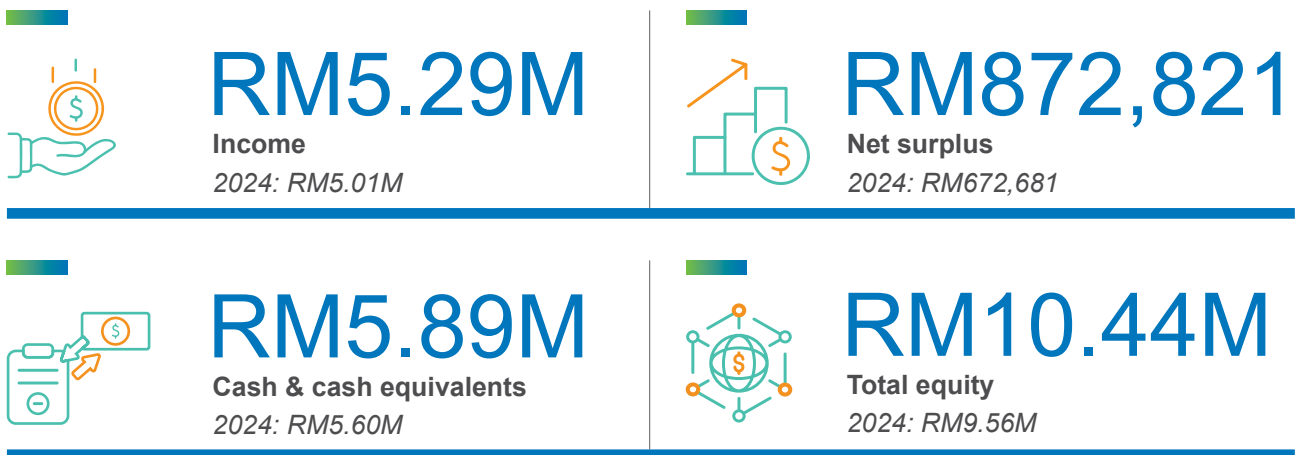 RM5.29M
Income
2024: RM5.01M
RM872,821
Net surplus
2024: RM672,681
RM5.89M
Cash & cash equivalents
2024: RM5.60M
RM10.44M
Total equity
2024: RM9.56M